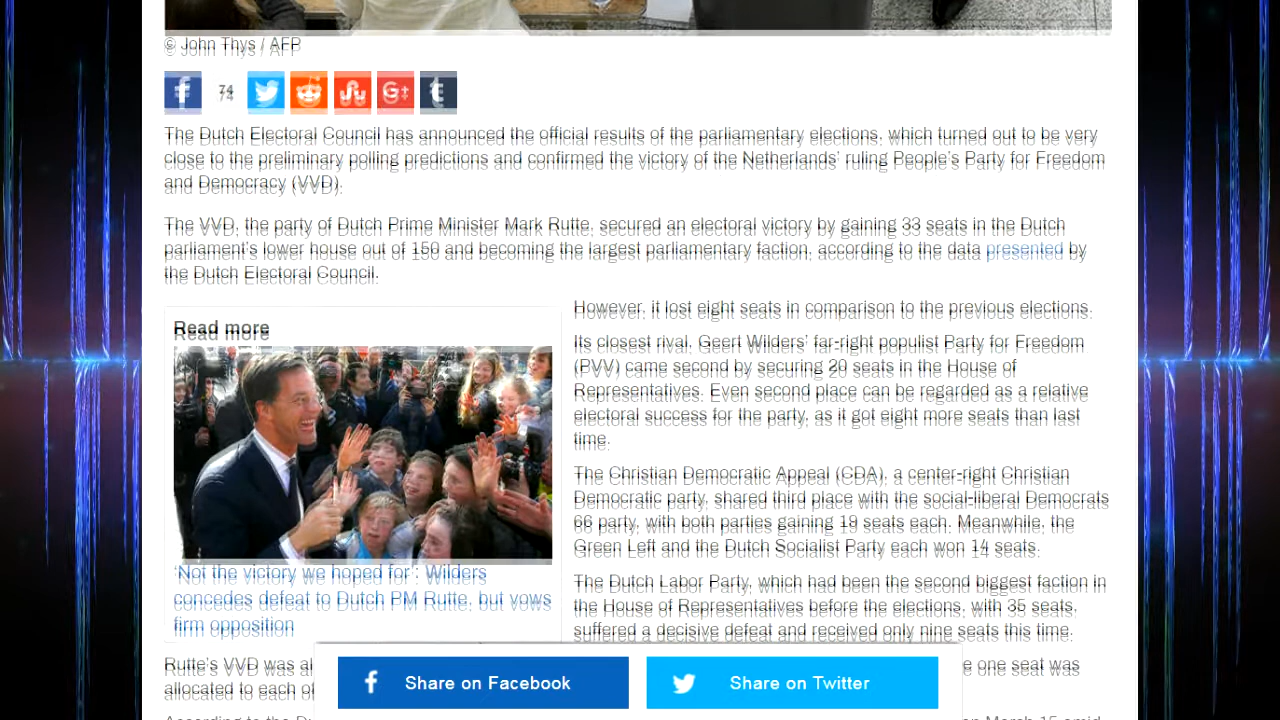 © John Thys / AFP
74
The Dutch Electoral Council has announced the official results of the parliamentary elections, which turned out to be very
close to the preliminary polling predictions and confirmed the victory of the Netherlands' ruling People's Party for Freedom
and Democracy (VVD).
The VVD, the party of Dutch Prime Minister Mark Rutte, secured an electoral victory by gaining 33 seats in the Dutch
parliament's lower house out of 150 and becoming the largest parliamentary faction, according to the data presented by
the Dutch Electoral Council.
Read more
'Not the victory we hoped for': Wilders
concedes defeat to Dutch PM Rutte, but vows
firm opposition
However, it lost eight seats in comparison to the previous elections.
Its closest rival, Geert Wilders' far-right populist Party for Freedom
(PVV) came second by securing 20 seats in the House of
Representatives. Even second place can be regarded as a relative
electoral success for the party, as it got eight more seats than last
time.
The Christian Democratic Appeal (CDA), a center-right Christian
Democratic party, shared third place with the social-liberal Democrats
66 party, with both parties gaining 19 seats each. Meanwhile, the
Green Left and the Dutch Socialist Party each won 14 seats.
The Dutch Labor Party, which had been the second biggest faction in
the House of Representatives before the elections, with 35 seats,
suffered a decisive defeat and received only nine seats this time.
Rutte's VVD was al
e one seat was
allocated to each of
According to the Du
on March 15 amid
Share on Facebook
Share on Twitter